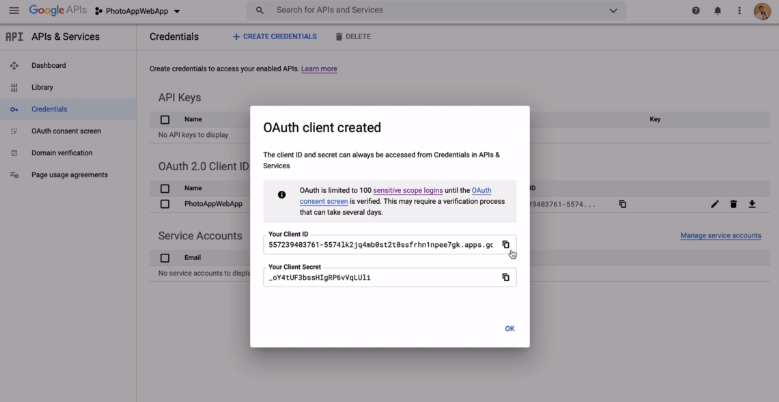 Google APIs PhotoAppWebApp Search for APIs and Services
API APIs & Services
Credentials
+ CREATE CREDENTIALS
DELETE
Dashboard
Library
Credentials
OAuth consent screen
Domain verification
Page usage agreements
Create credentials to access your enabled APIs. Learn more
API Keys
Name Key
No API keys to display
OAuth 2.0 Client ID
Name ID
PhotoAppWebApp 39403761-5574...
Service Accounts Manage service accounts
Email
No service accounts to displa
OAuth client created
The client ID and secret can always be accessed from Credentials in APIs &
Services
OAuth is limited to 100 sensitive scope logins until the OAuth
consent screen is verified. This may require a verification process
that can take several days.
Your Client ID
557239403761-5574lk2jq4mb0st2t0ssfrhn1npee7gk.apps.gc
Your Client Secret
_oY4tUF3bssHIgRP6vVqLUli
OK